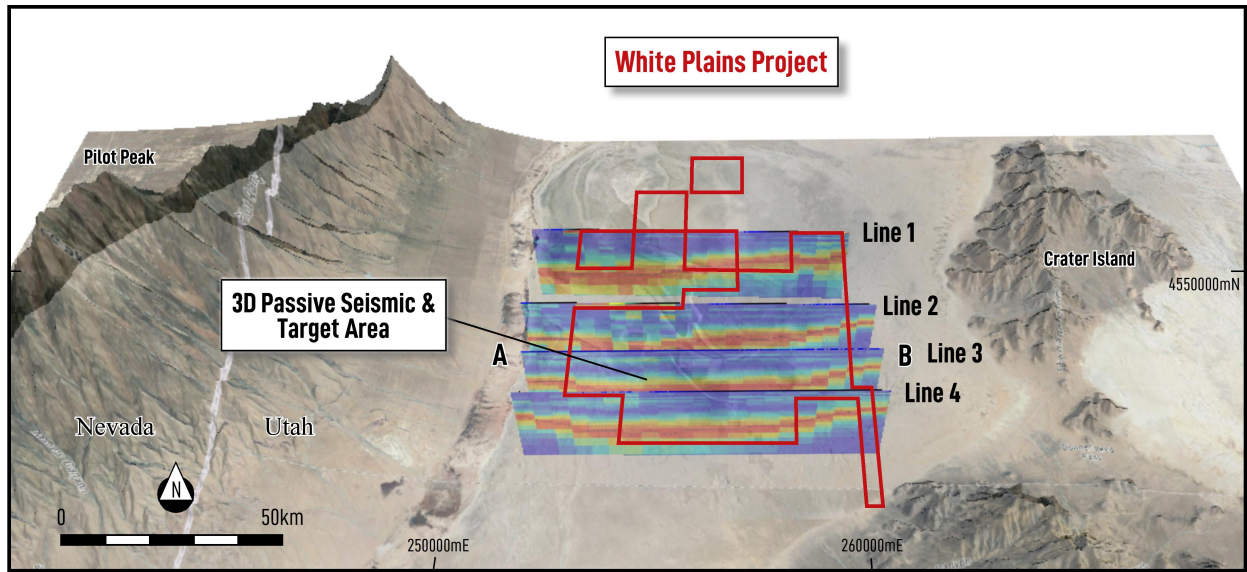 White Plains Project
Pilot Peak
Line 1
Crater Island
4550000mN
3D Passive Seismic &
Target Area
Line 2
A
B
Line 3
Line 4
Nevada
Utah
N
0
50km
250000mE
260000mE